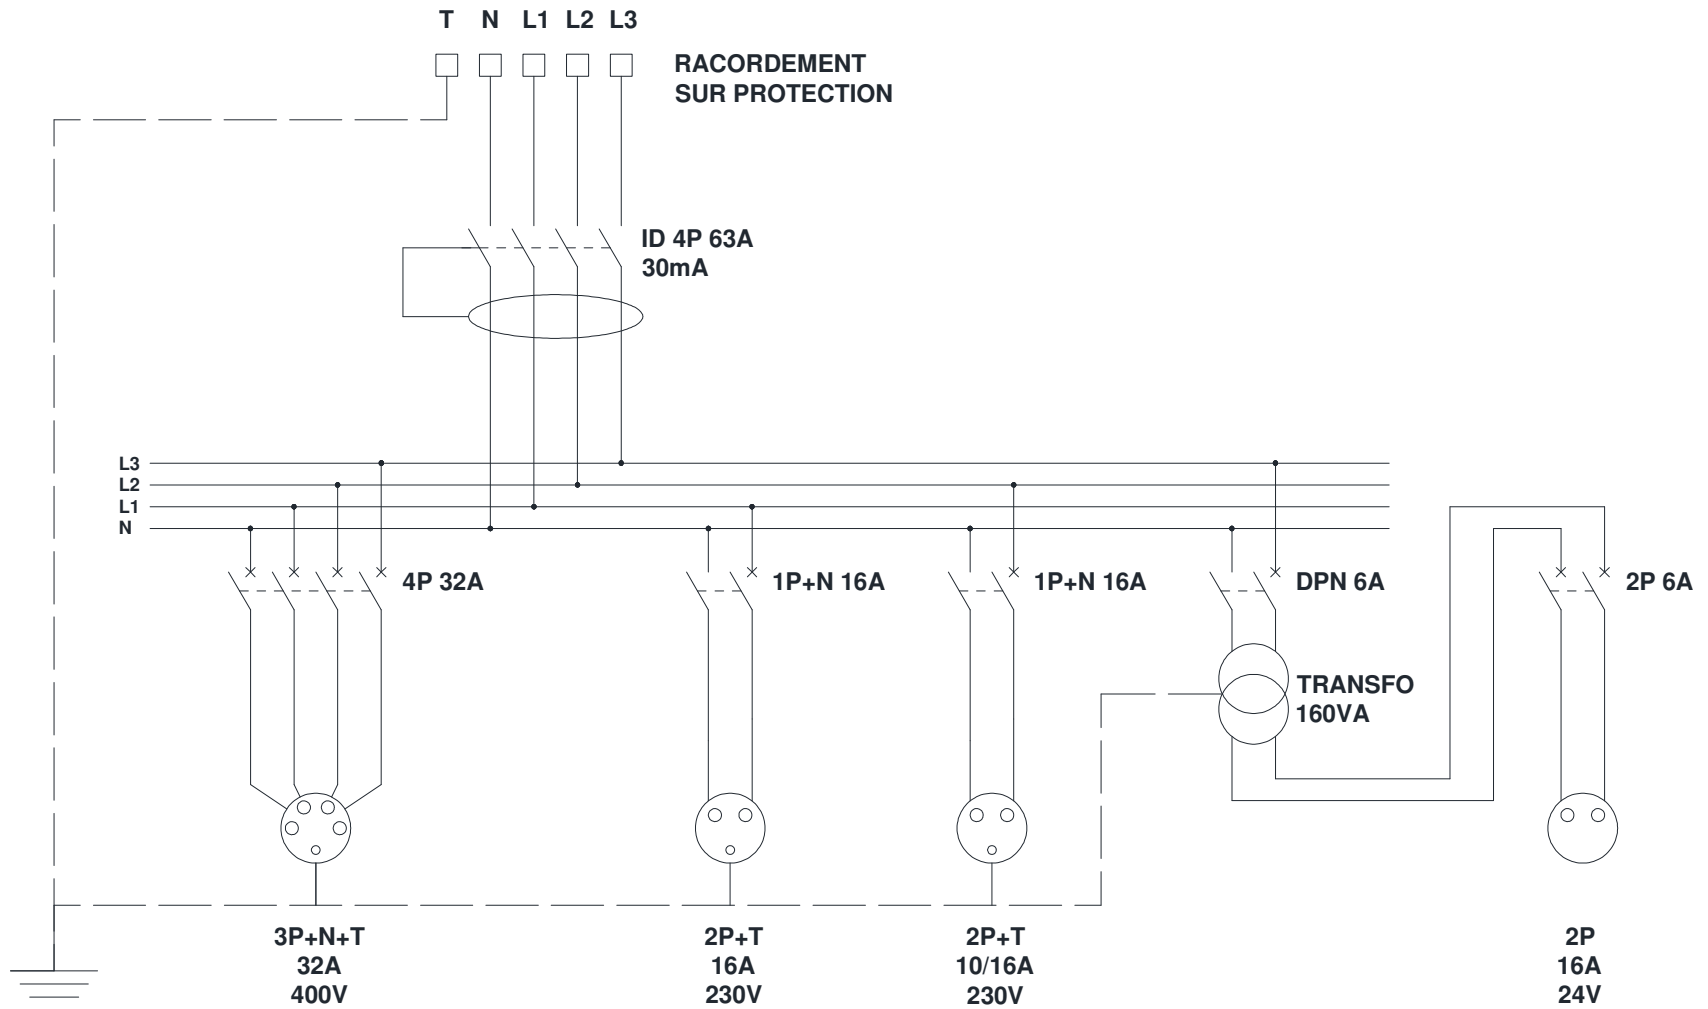 T N L1 L2 L3
RACORDEMENT
SUR PROTECTION
ID 4P 63A
30mA
L3
L2
L1
N
4P 32A
1P+N 16A
1P+N 16A
DPN 6A
2P 6A
TRANSFO
160VA
3P+N+T
32A
400V
2P+T
16A
230V
2P+T
10/16A
230V
2P
16A
24V